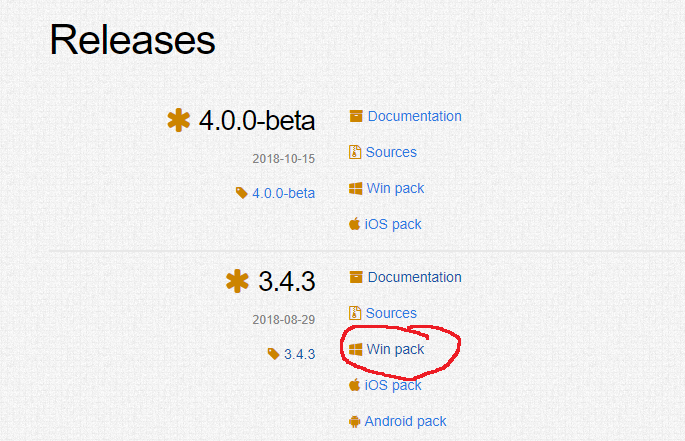 Releases
4.0.0-beta
2018-10-15
4.0.0-beta
Documentation
Sources
Win pack
iOS pack
3.4.3
2018-08-29
3.4.3
Documentation
Sources
Win pack
iOS pack
Android pack